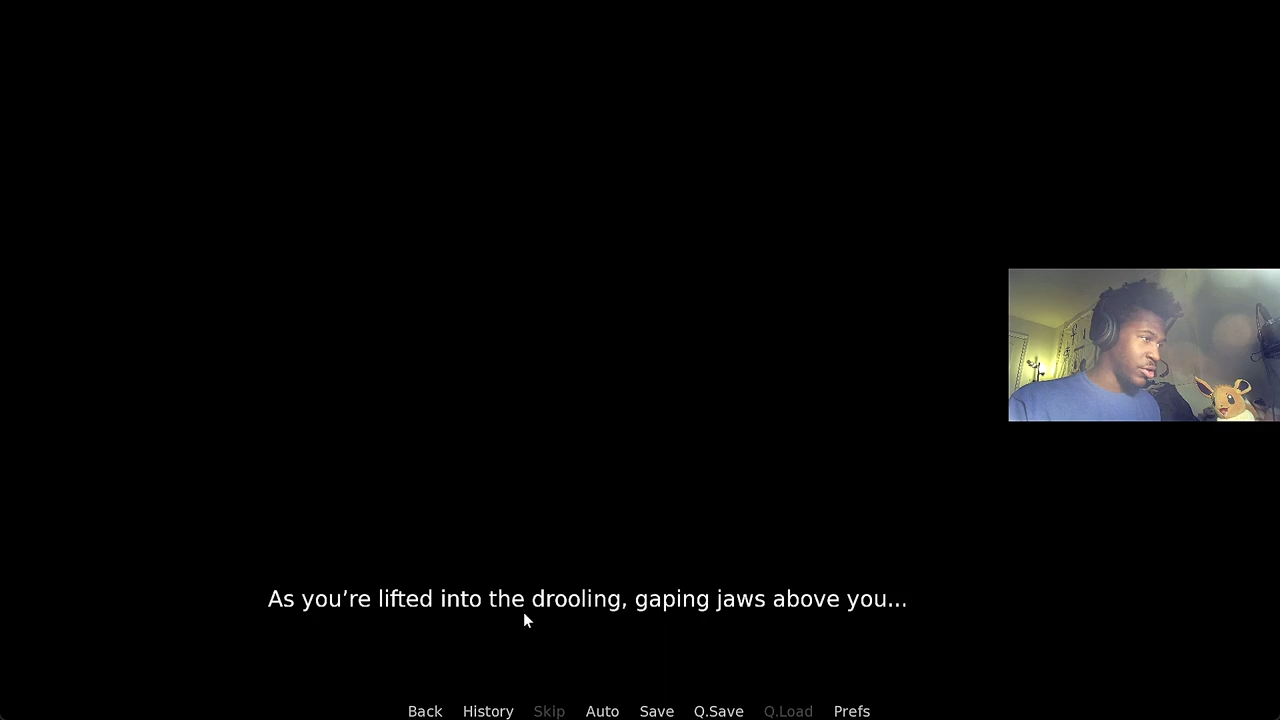 As you’re lifted into the drooling, gaping jaws above you...
Back History Skip Auto Save Q.Save Q.Load Prefs